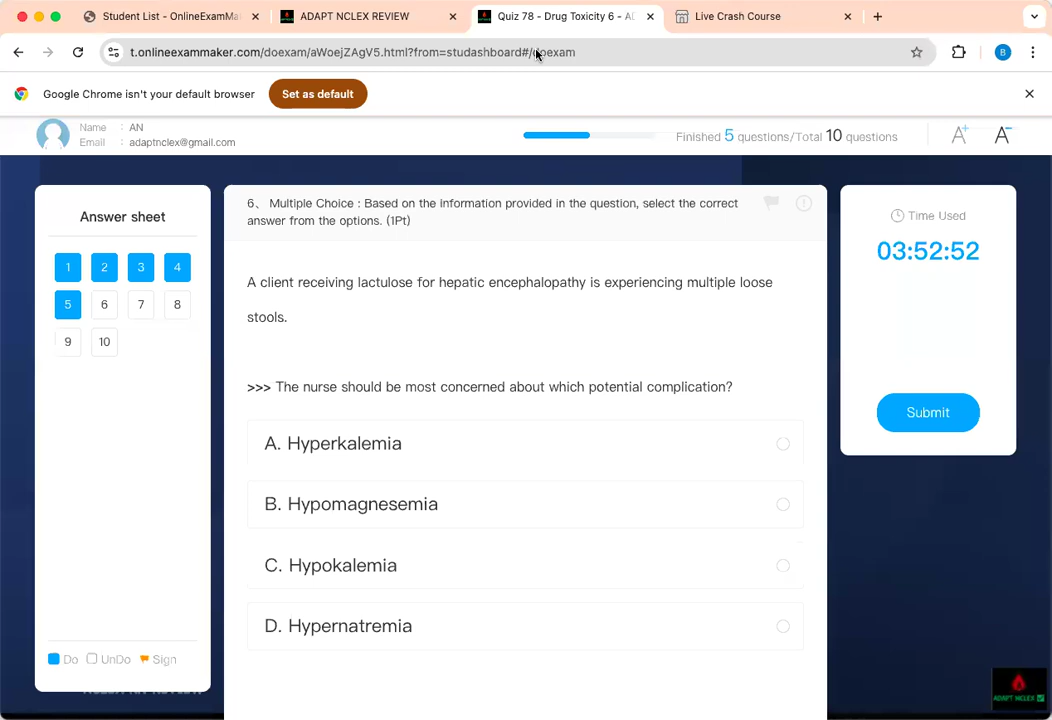 Student List - OnlineExamMa
ADAPT NCLEX REVIEW
Quiz 78 - Drug Toxicity 6 - A
Live Crash Course
t.onlineexammaker.com/doexam/aWoejZAgV5.html?from=studashboard#/doexam
B
Google Chrome isn't your default browser
Set as default
Name : AN
Email : adaptnclex@gmail.com
Finished 5 questions/Total 10 questions
A+ A-
Answer sheet
1 2 3 4
5 6 7 8
9 10
Do UnDo Sign
6、 Multiple Choice : Based on the information provided in the question, select the correct
answer from the options. (1Pt)
A client receiving lactulose for hepatic encephalopathy is experiencing multiple loose
stools.
>>> The nurse should be most concerned about which potential complication?
A. Hyperkalemia
B. Hypomagnesemia
C. Hypokalemia
D. Hypernatremia
Time Used
03:52:52
Submit
ADAPT NCLEX